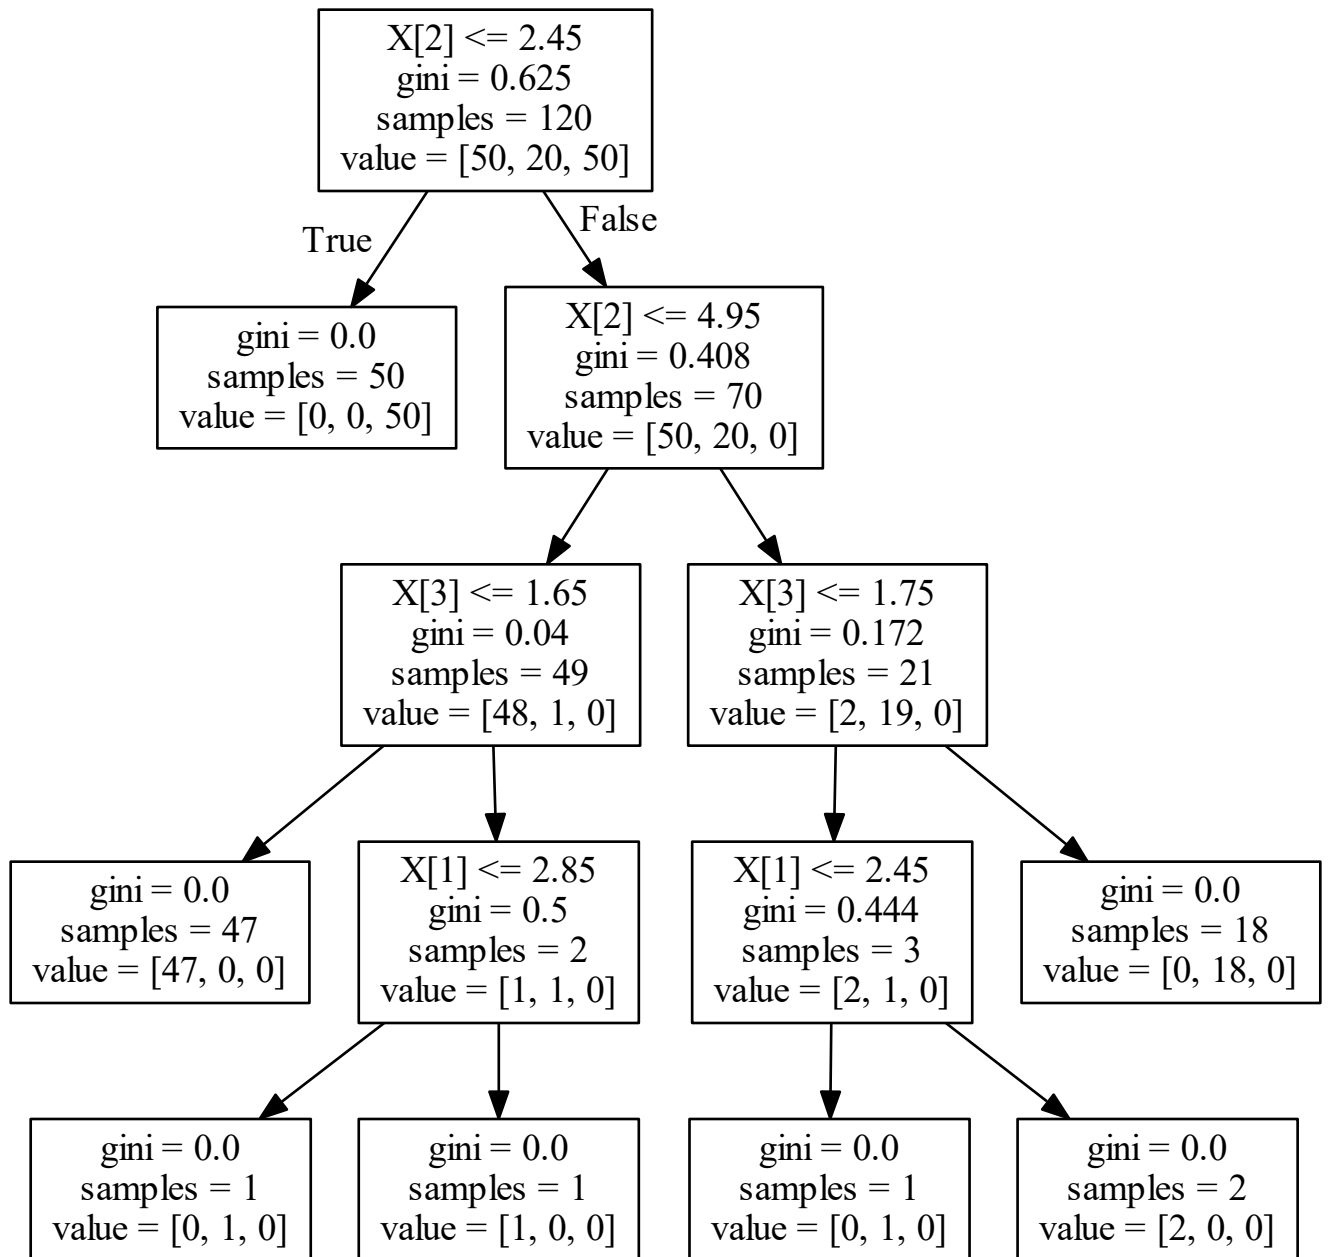 X[2] <= 2.45
gini = 0.625
samples = 120
value = [50, 20, 50]
True
False
gini = 0.0
samples = 50
value = [0, 0, 50]
X[2] <= 4.95
gini = 0.408
samples = 70
value = [50, 20, 0]
X[3] <= 1.65
gini = 0.04
samples = 49
value = [48, 1, 0]
X[3] <= 1.75
gini = 0.172
samples = 21
value = [2, 19, 0]
gini = 0.0
samples = 47
value = [47, 0, 0]
X[1] <= 2.85
gini = 0.5
samples = 2
value = [1, 1, 0]
X[1] <= 2.45
gini = 0.444
samples = 3
value = [2, 1, 0]
gini = 0.0
samples = 18
value = [0, 18, 0]
gini = 0.0
samples = 1
value = [0, 1, 0]
gini = 0.0
samples = 1
value = [1, 0, 0]
gini = 0.0
samples = 1
value = [0, 1, 0]
gini = 0.0
samples = 2
value = [2, 0, 0]